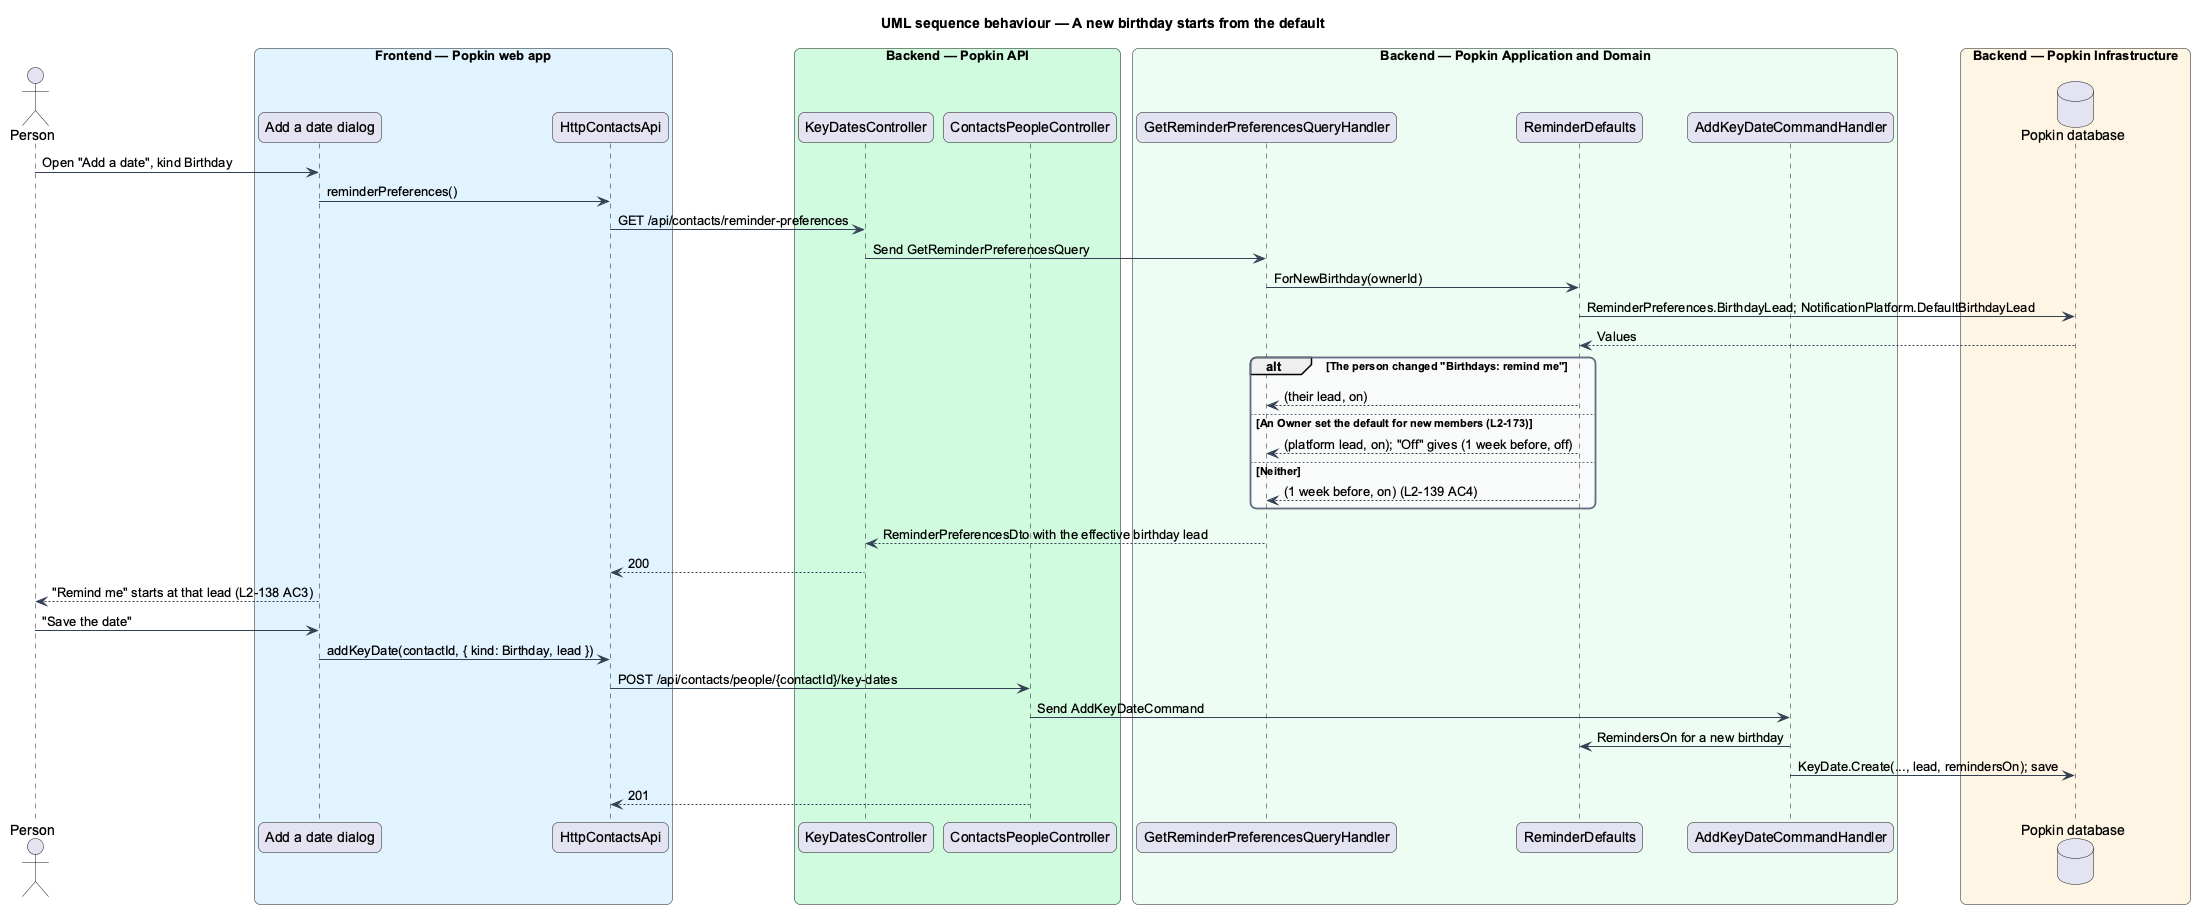 UML sequence behaviour — A new birthday starts from the default
Frontend — Popkin web app
Backend — Popkin API
Backend — Popkin Application and Domain
Backend — Popkin Infrastructure
Person
Add a date dialog
HttpContactsApi
KeyDatesController
ContactsPeopleController
GetReminderPreferencesQueryHandler
ReminderDefaults
AddKeyDateCommandHandler
Popkin database
Open "Add a date", kind Birthday
reminderPreferences()
GET /api/contacts/reminder-preferences
Send GetReminderPreferencesQuery
ForNewBirthday(ownerId)
ReminderPreferences.BirthdayLead; NotificationPlatform.DefaultBirthdayLead
Values
alt [The person changed "Birthdays: remind me"]
(their lead, on)
[An Owner set the default for new members (L2-173)]
(platform lead, on); "Off" gives (1 week before, off)
[Neither]
(1 week before, on) (L2-139 AC4)
ReminderPreferencesDto with the effective birthday lead
200
"Remind me" starts at that lead (L2-138 AC3)
"Save the date"
addKeyDate(contactId, { kind: Birthday, lead })
POST /api/contacts/people/{contactId}/key-dates
Send AddKeyDateCommand
RemindersOn for a new birthday
KeyDate.Create(..., lead, remindersOn); save
201
Person
Add a date dialog
HttpContactsApi
KeyDatesController
ContactsPeopleController
GetReminderPreferencesQueryHandler
ReminderDefaults
AddKeyDateCommandHandler
Popkin database